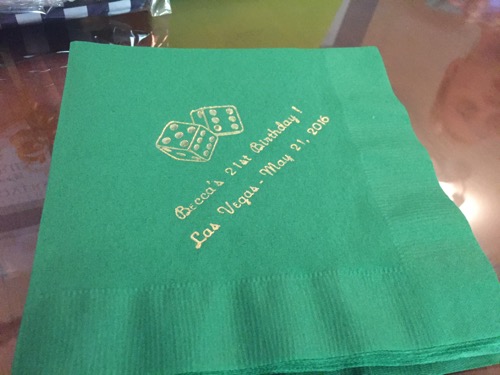 Becca's 21st Birthday!
Las Vegas - May 21, 2016